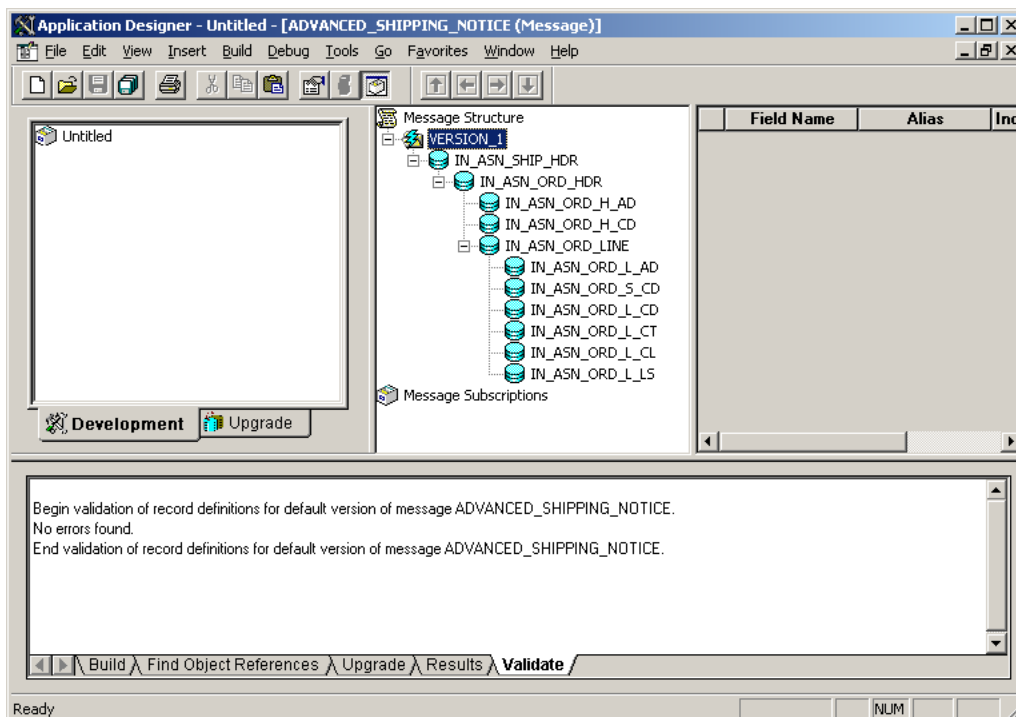 Application Designer - Untitled - [ADVANCED_SHIPPING_NOTICE (Message)]
File Edit View Insert Build Debug Tools Go Favorites Window Help
Untitled
Development Upgrade
Message Structure
VERSION_1
IN_ASN_SHIP_HDR
IN_ASN_ORD_HDR
IN_ASN_ORD_H_AD
IN_ASN_ORD_H_CD
IN_ASN_ORD_LINE
IN_ASN_ORD_L_AD
IN_ASN_ORD_S_CD
IN_ASN_ORD_L_CD
IN_ASN_ORD_L_CT
IN_ASN_ORD_L_CL
IN_ASN_ORD_L_LS
Message Subscriptions
Field Name Alias Inc
Begin validation of record definitions for default version of message ADVANCED_SHIPPING_NOTICE.
No errors found.
End validation of record definitions for default version of message ADVANCED_SHIPPING_NOTICE.
Build Find Object References Upgrade Results Validate
Ready NUM